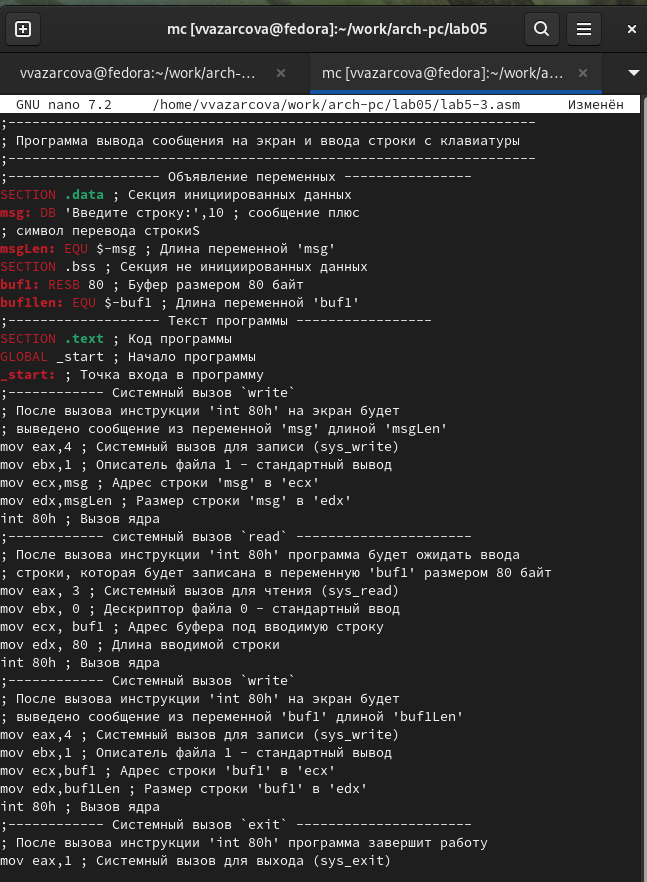 mc [vvazarcova@fedora]:~/work/arch-pc/lab05
vvazarcova@fedora:~/work/arch-... × mc [vvazarcova@fedora]:~/work/a... ×
GNU nano 7.2 /home/vvazarcova/work/arch-pc/lab05/lab5-3.asm Изменён
;------------------------------------------------------------------
; Программа вывода сообщения на экран и ввода строки с клавиатуры
;------------------------------------------------------------------
;------------------- Объявление переменных ----------------
SECTION .data ; Секция инициированных данных
msg: DB 'Введите строку:',10 ; сообщение плюс
; символ перевода строкиS
msgLen: EQU $-msg ; Длина переменной 'msg'
SECTION .bss ; Секция не инициированных данных
buf1: RESB 80 ; Буфер размером 80 байт
buf1len: EQU $-buf1 ; Длина переменной 'buf1'
;------------------- Текст программы -----------------
SECTION .text ; Код программы
GLOBAL _start ; Начало программы
_start: ; Точка входа в программу
;------------ Системный вызов `write`
; После вызова инструкции 'int 80h' на экран будет
; выведено сообщение из переменной 'msg' длиной 'msgLen'
mov eax,4 ; Системный вызов для записи (sys_write)
mov ebx,1 ; Описатель файла 1 - стандартный вывод
mov ecx,msg ; Адрес строки 'msg' в 'ecx'
mov edx,msgLen ; Размер строки 'msg' в 'edx'
int 80h ; Вызов ядра
;------------ системный вызов `read` ----------------------
; После вызова инструкции 'int 80h' программа будет ожидать ввода
; строки, которая будет записана в переменную 'buf1' размером 80 байт
mov eax, 3 ; Системный вызов для чтения (sys_read)
mov ebx, 0 ; Дескриптор файла 0 - стандартный ввод
mov ecx, buf1 ; Адрес буфера под вводимую строку
mov edx, 80 ; Длина вводимой строки
int 80h ; Вызов ядра
;------------ Системный вызов `write`
; После вызова инструкции 'int 80h' на экран будет
; выведено сообщение из переменной 'buf1' длиной 'buf1Len'
mov eax,4 ; Системный вызов для записи (sys_write)
mov ebx,1 ; Описатель файла 1 - стандартный вывод
mov ecx,buf1 ; Адрес строки 'buf1' в 'ecx'
mov edx,buf1Len ; Размер строки 'buf1' в 'edx'
int 80h ; Вызов ядра
;------------ Системный вызов `exit` ----------------------
; После вызова инструкции 'int 80h' программа завершит работу
mov eax,1 ; Системный вызов для выхода (sys_exit)